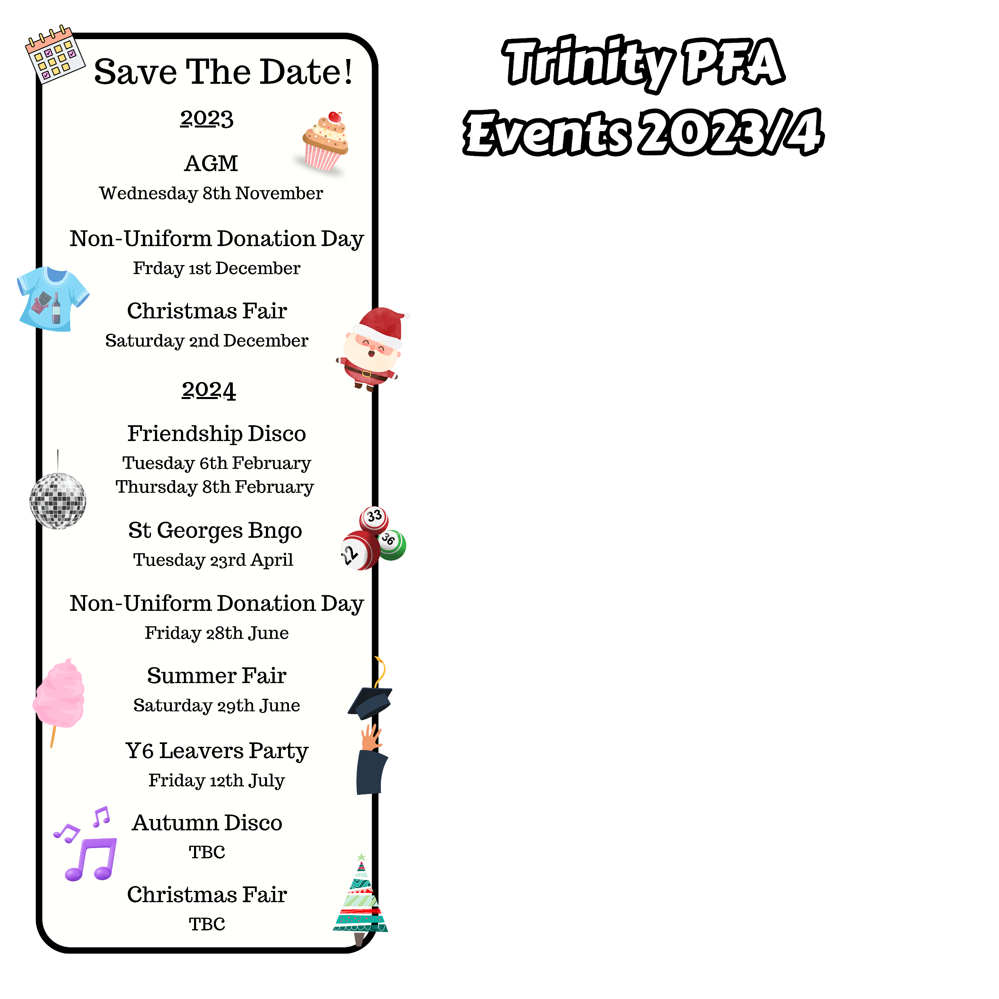 Save The Date!
2023
AGM
Wednesday 8th November
Non-Uniform Donation Day
Frday 1st December
Christmas Fair
Saturday 2nd December
2024
Friendship Disco
Tuesday 6th February
Thursday 8th February
33
36
22
St Georges Bngo
Tuesday 23rd April
Non-Uniform Donation Day
Friday 28th June
Summer Fair
Saturday 29th June
Y6 Leavers Party
Friday 12th July
Autumn Disco
TBC
Christmas Fair
TBC
Trinity PFA
Events 2023/4